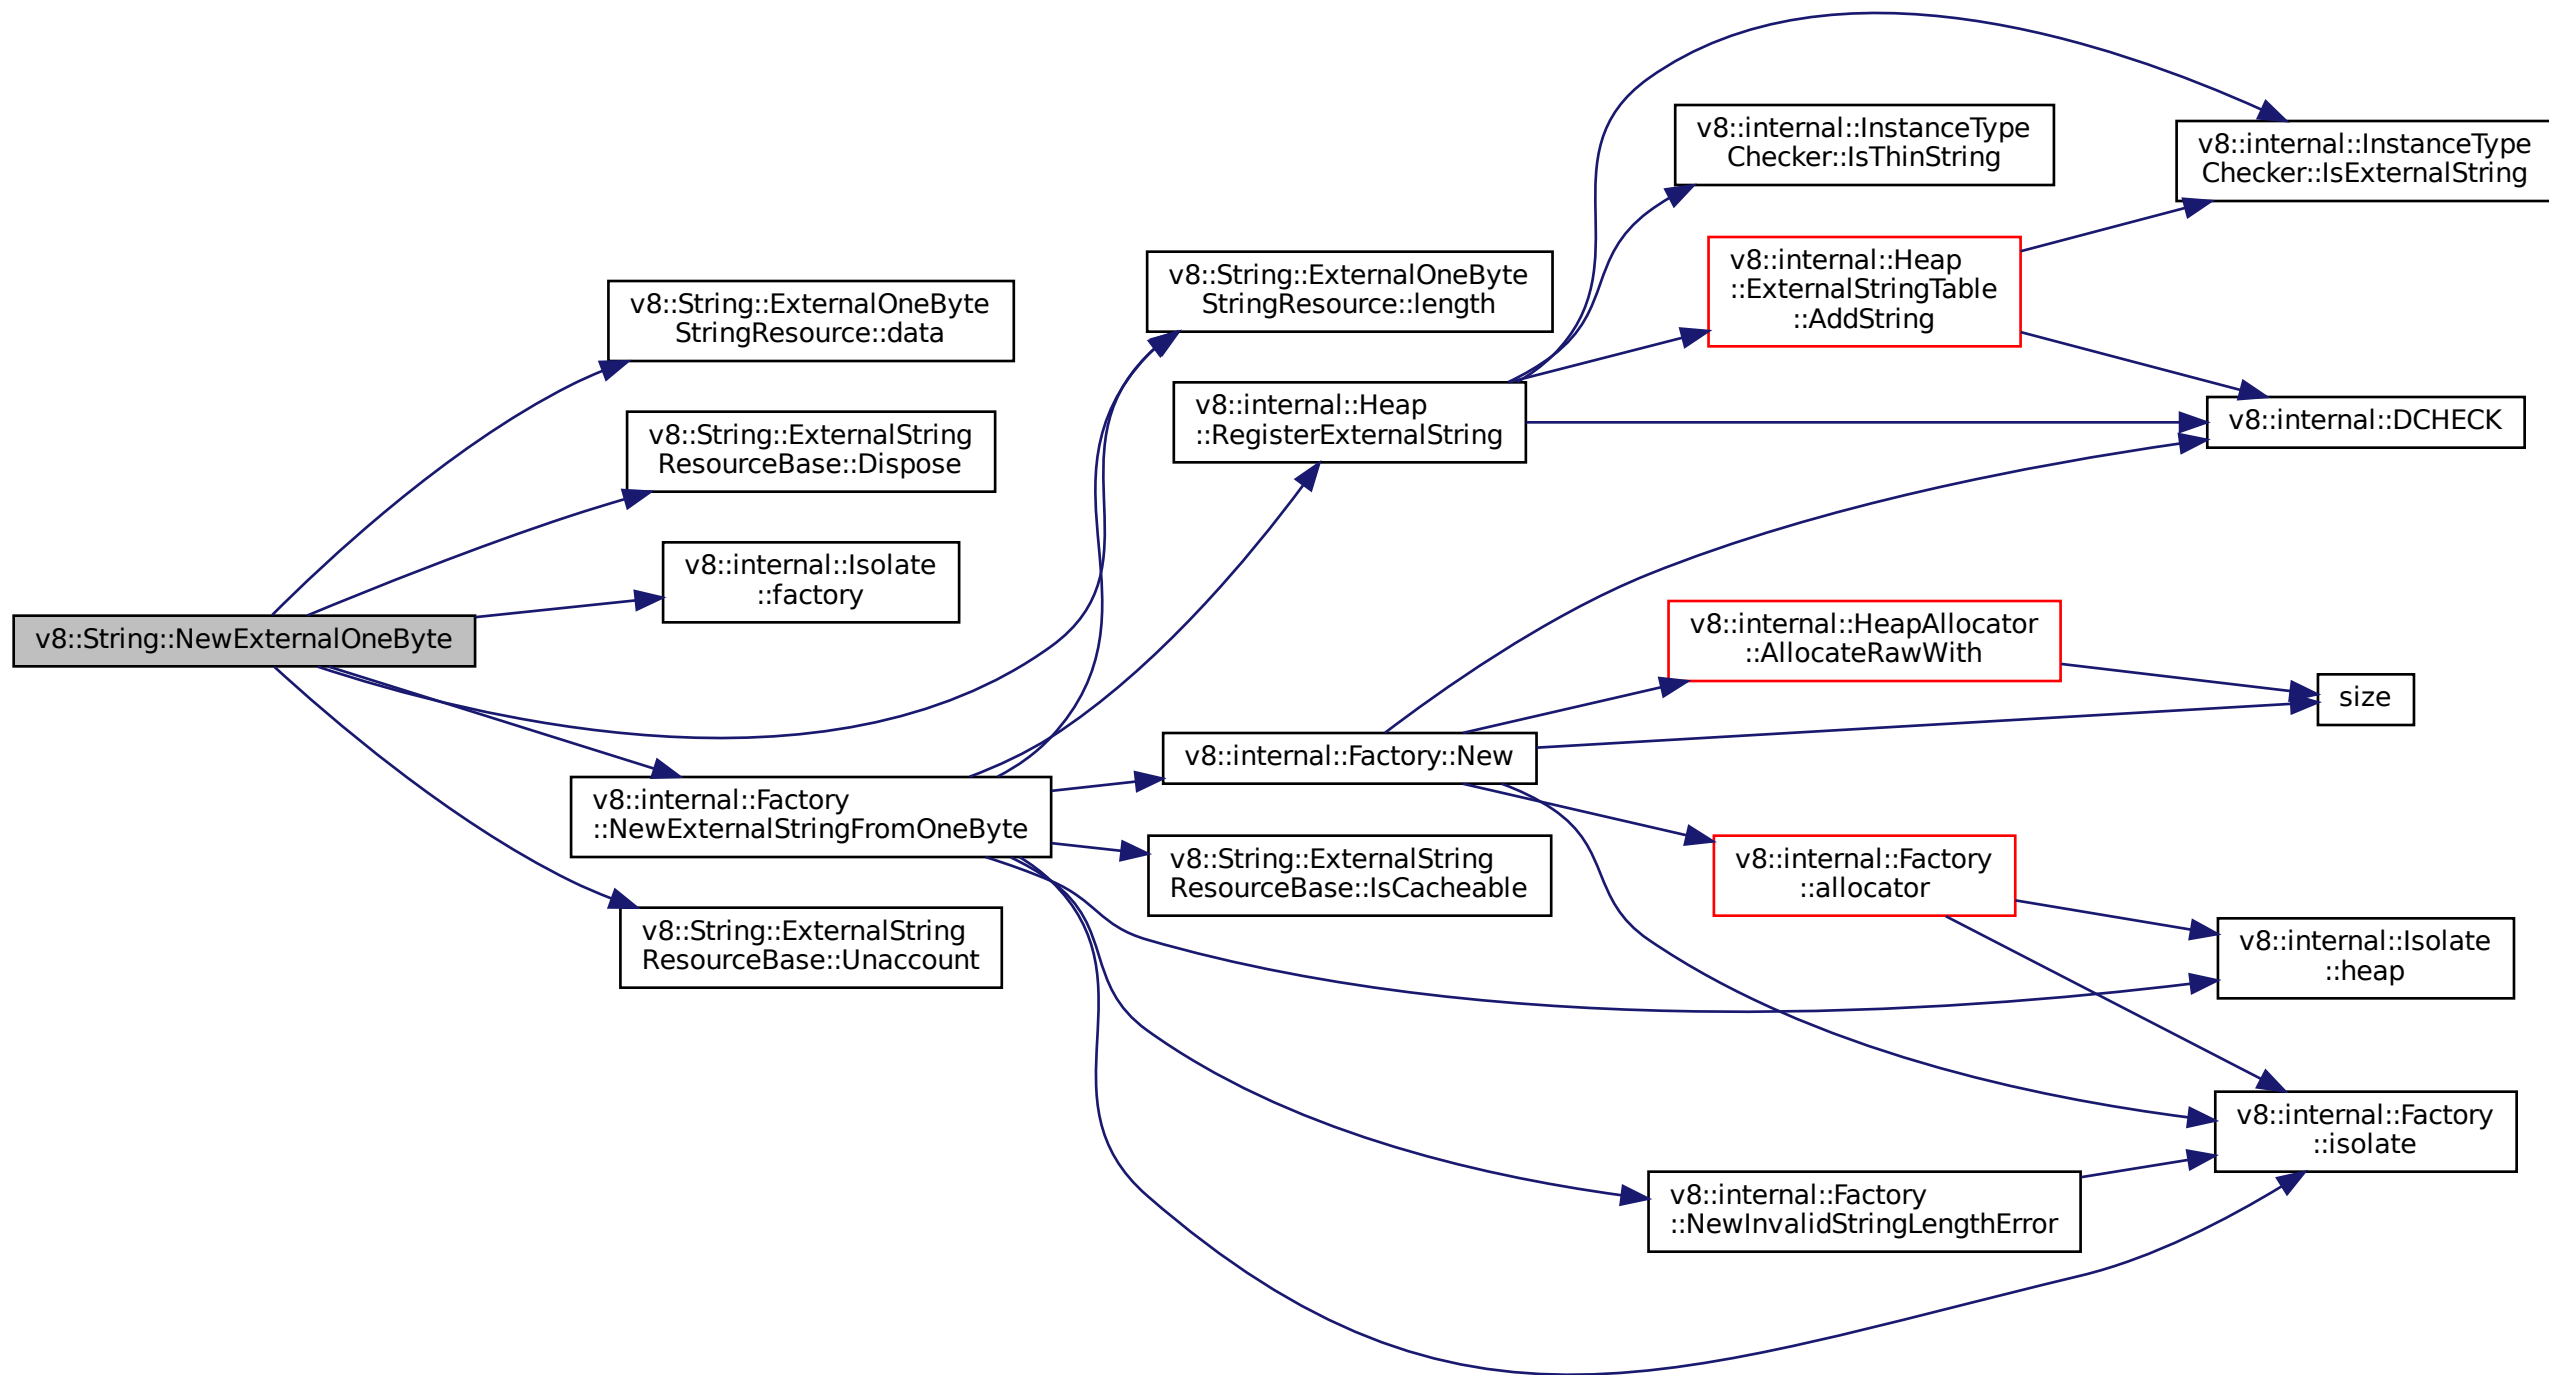 v8::String::NewExternalOneByte
v8::String::ExternalOneByte
StringResource::data
v8::String::ExternalString
ResourceBase::Dispose
v8::internal::Isolate
::factory
v8::internal::Factory
::NewExternalStringFromOneByte
v8::String::ExternalString
ResourceBase::Unaccount
v8::String::ExternalOneByte
StringResource::length
v8::internal::Heap
::RegisterExternalString
v8::internal::Factory::New
v8::String::ExternalString
ResourceBase::IsCacheable
v8::internal::InstanceType
Checker::IsThinString
v8::internal::Heap
::ExternalStringTable
::AddString
v8::internal::HeapAllocator
::AllocateRawWith
v8::internal::Factory
::allocator
v8::internal::Factory
::NewInvalidStringLengthError
v8::internal::InstanceType
Checker::IsExternalString
v8::internal::DCHECK
size
v8::internal::Isolate
::heap
v8::internal::Factory
::isolate